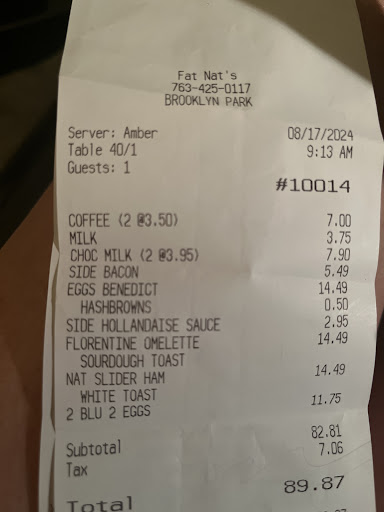 Fat Nat's
763-425-0117
BROOKLYN PARK
Server: Amber 08/17/2024
Table 40/1 9:13 AM
Guests: 1
#10014
COFFEE (2 @3.50) 7.00
MILK 3.75
CHOC MILK (2 @3.95) 7.90
SIDE BACON 5.49
EGGS BENEDICT 14.49
HASHBROWNS 0.50
SIDE HOLLANDAISE SAUCE 2.95
FLORENTINE OMELETTE 14.49
SOURDOUGH TOAST
NAT SLIDER HAM 14.49
WHITE TOAST
2 BLU 2 EGGS 11.75
Subtotal 82.81
Tax 7.06
Total 89.87